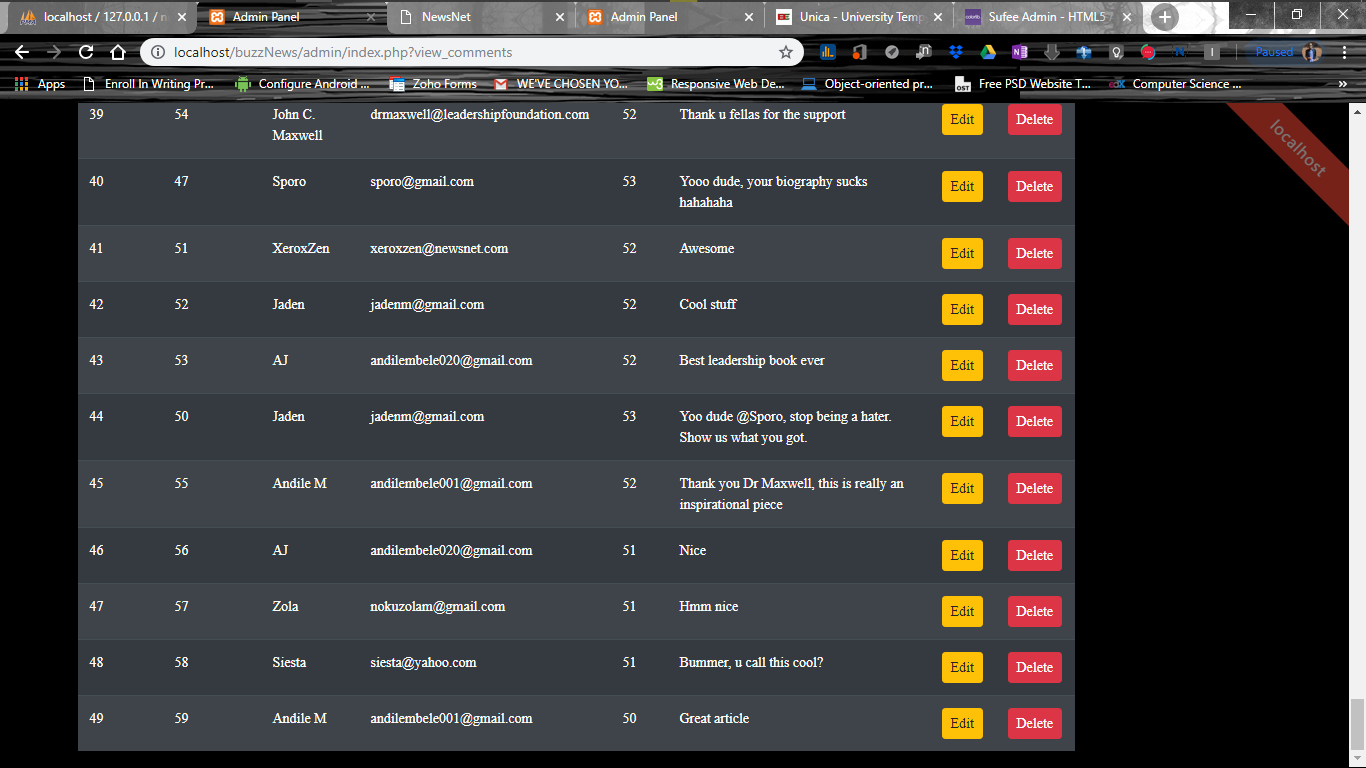 localhost / 127.0.0.1 / n
Admin Panel
NewsNet
Admin Panel
Unica - University Temp
Sufee Admin - HTML5
localhost/buzzNews/admin/index.php?view_comments
Paused
Apps
Enroll In Writing Pr...
Configure Android ...
Zoho Forms
WE'VE CHOSEN YO...
Responsive Web De...
Object-oriented pr...
Free PSD Website T...
Computer Science ...
39 54 John C. drmaxwell@leadershipfoundation.com 52 Thank u fellas for the support Edit Delete
Maxwell
40 47 Sporo sporo@gmail.com 53 Yooo dude, your biography sucks Edit Delete
hahahaha
41 51 XeroxZen xeroxzen@newsnet.com 52 Awesome Edit Delete
42 52 Jaden jadenm@gmail.com 52 Cool stuff Edit Delete
43 53 AJ andilembele020@gmail.com 52 Best leadership book ever Edit Delete
44 50 Jaden jadenm@gmail.com 53 Yoo dude @Sporo, stop being a hater. Edit Delete
Show us what you got.
45 55 Andile M andilembele001@gmail.com 52 Thank you Dr Maxwell, this is really an Edit Delete
inspirational piece
46 56 AJ andilembele020@gmail.com 51 Nice Edit Delete
47 57 Zola nokuzolam@gmail.com 51 Hmm nice Edit Delete
48 58 Siesta siesta@yahoo.com 51 Bummer, u call this cool? Edit Delete
49 59 Andile M andilembele001@gmail.com 50 Great article Edit Delete
localhost